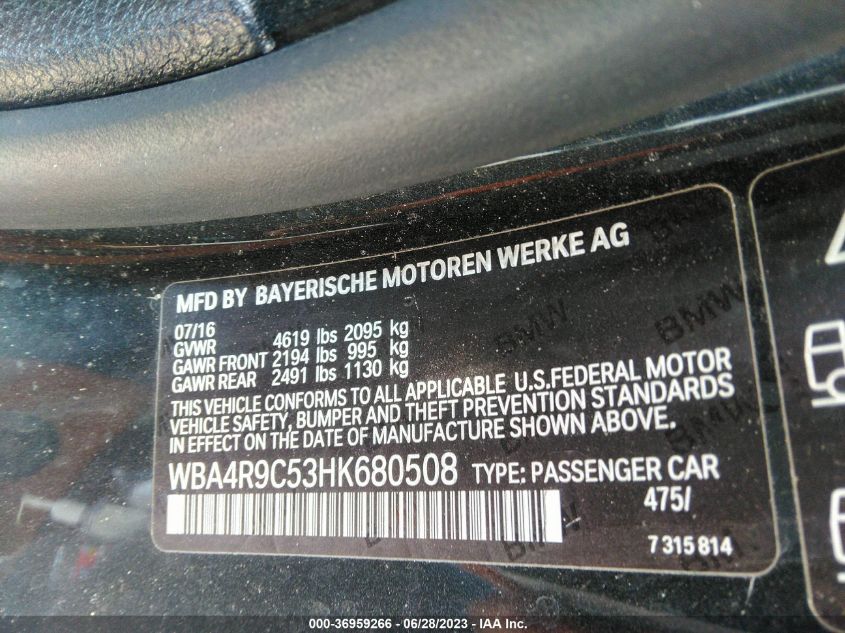 MFD BY BAYERISCHE MOTOREN WERKE AG
07/16
GVWR 4619 lbs 2095 kg
GAWR FRONT 2194 lbs 995 kg
GAWR REAR 2491 lbs 1130 kg
THIS VEHICLE CONFORMS TO ALL APPLICABLE U.S.FEDERAL MOTOR
VEHICLE SAFETY, BUMPER AND THEFT PREVENTION STANDARDS
IN EFFECT ON THE DATE OF MANUFACTURE SHOWN ABOVE.
WBA4R9C53HK680508 TYPE: PASSENGER CAR
475/
7 315 814
BMW
BMW
BMW
000-36959266 - 06/28/2023 - IAA Inc.